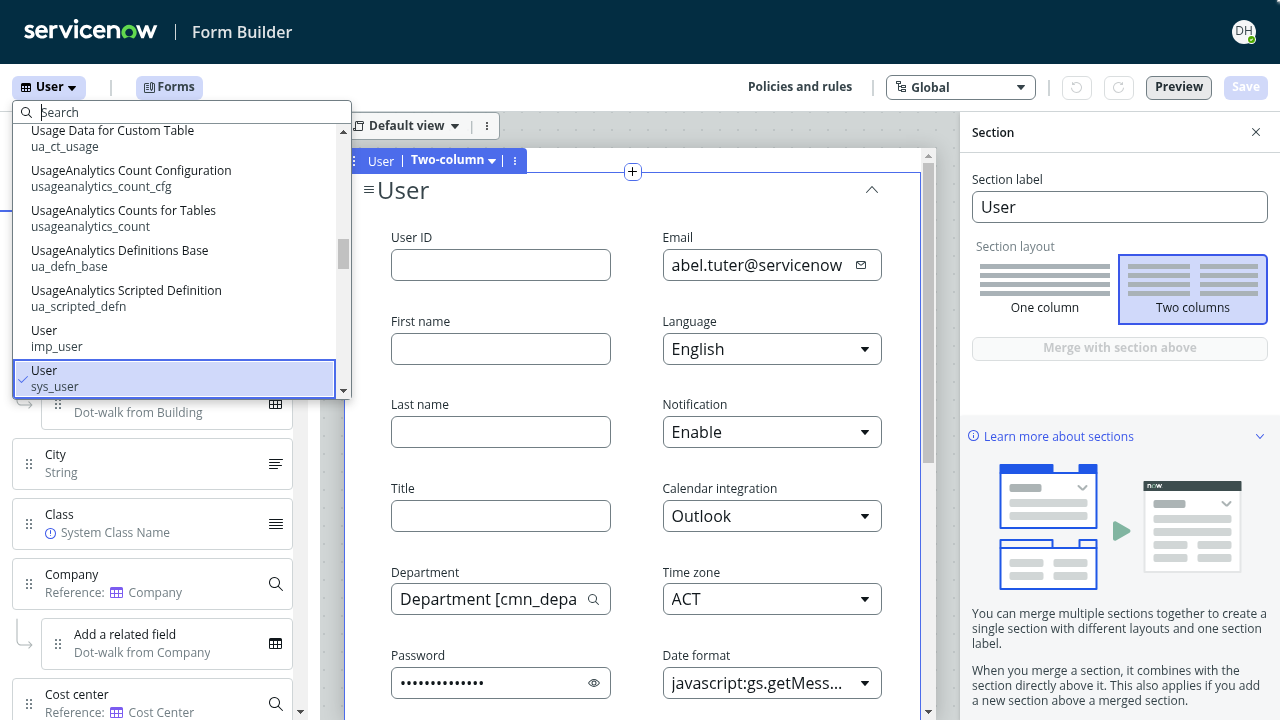 servicenow
Form Builder
DH
User
Forms
Policies and rules
Global
Preview
Save
Search
Usage Data for Custom Table
ua_ct_usage
UsageAnalytics Count Configuration
usageanalytics_count_cfg
UsageAnalytics Counts for Tables
usageanalytics_count
UsageAnalytics Definitions Base
ua_defn_base
UsageAnalytics Scripted Definition
ua_scripted_defn
User
imp_user
User
sys_user
Dot-walk from Building
City
String
Class
System Class Name
Company
Reference: Company
Add a related field
Dot-walk from Company
Cost center
Reference: Cost Center
Default view
User
Two-column
User
User ID
Email
abel.tuter@servicenow
First name
Language
English
Last name
Notification
Enable
Title
Calendar integration
Outlook
Department
Department [cmn_depa
Time zone
ACT
Password
••••••••••••••
Date format
javascript:gs.getMess...
Section
Section label
User
Section layout
One column
Two columns
Merge with section above
Learn more about sections
now
You can merge multiple sections together to create a
single section with different layouts and one section
label.
When you merge a section, it combines with the
section directly above it. This also applies if you add
a new section above a merged section.